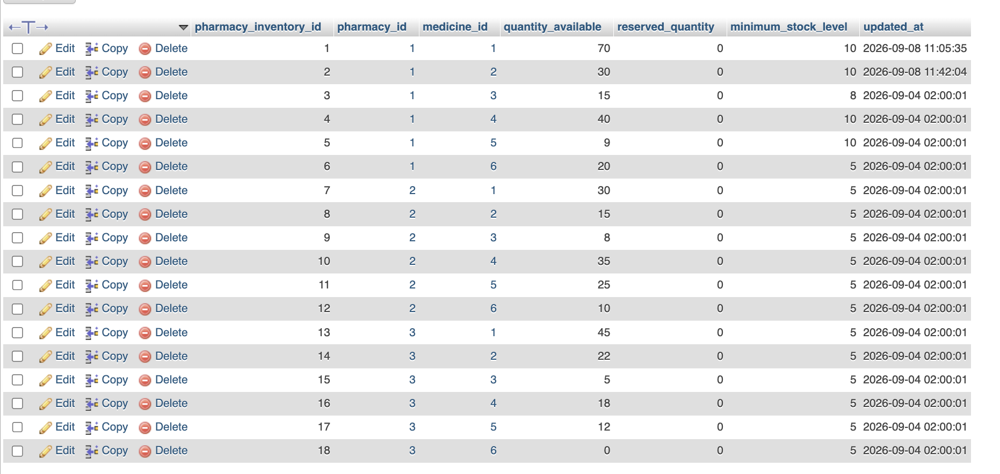 pharmacy_inventory_id pharmacy_id medicine_id quantity_available reserved_quantity minimum_stock_level updated_at
Edit Copy Delete 1 1 1 70 0 10 2026-09-08 11:05:35
Edit Copy Delete 2 1 2 30 0 10 2026-09-08 11:42:04
Edit Copy Delete 3 1 3 15 0 8 2026-09-04 02:00:01
Edit Copy Delete 4 1 4 40 0 10 2026-09-04 02:00:01
Edit Copy Delete 5 1 5 9 0 10 2026-09-04 02:00:01
Edit Copy Delete 6 1 6 20 0 5 2026-09-04 02:00:01
Edit Copy Delete 7 2 1 30 0 5 2026-09-04 02:00:01
Edit Copy Delete 8 2 2 15 0 5 2026-09-04 02:00:01
Edit Copy Delete 9 2 3 8 0 5 2026-09-04 02:00:01
Edit Copy Delete 10 2 4 35 0 5 2026-09-04 02:00:01
Edit Copy Delete 11 2 5 25 0 5 2026-09-04 02:00:01
Edit Copy Delete 12 2 6 10 0 5 2026-09-04 02:00:01
Edit Copy Delete 13 3 1 45 0 5 2026-09-04 02:00:01
Edit Copy Delete 14 3 2 22 0 5 2026-09-04 02:00:01
Edit Copy Delete 15 3 3 5 0 5 2026-09-04 02:00:01
Edit Copy Delete 16 3 4 18 0 5 2026-09-04 02:00:01
Edit Copy Delete 17 3 5 12 0 5 2026-09-04 02:00:01
Edit Copy Delete 18 3 6 0 0 5 2026-09-04 02:00:01